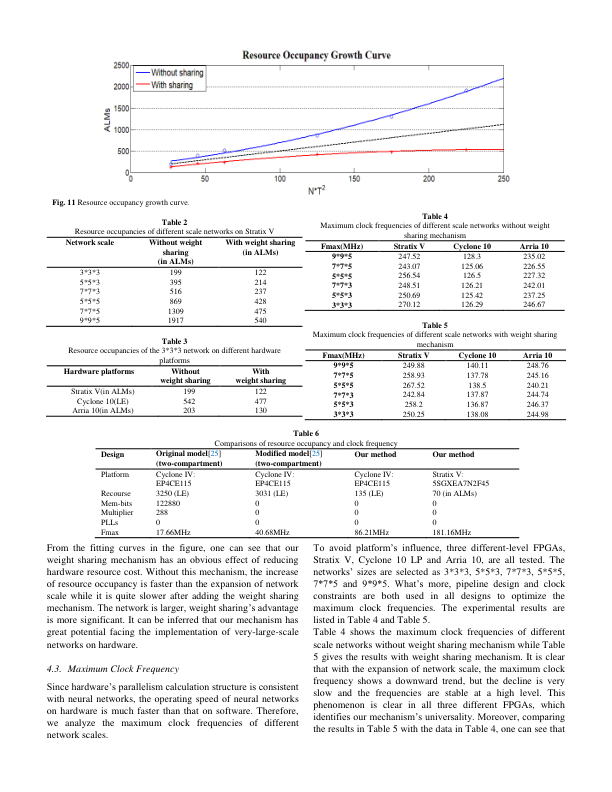 Resource Occupancy Growth Curve
Without sharing
With sharing
ALMs
2500
2000
1500
1000
500
0
0 50 100 150 200 250
N*T²
Fig. 11 Resource occupancy growth curve.
Table 2
Resource occupancies of different scale networks on Stratix V
Network scale Without weight sharing (in ALMs) With weight sharing (in ALMs)
3*3*3 199 122
5*5*3 395 214
7*7*3 516 237
5*5*5 869 428
7*7*5 1309 475
9*9*5 1917 540
Table 3
Resource occupancies of the 3*3*3 network on different hardware
platforms
Hardware platforms Without weight sharing With weight sharing
Stratix V(in ALMs) 199 122
Cyclone 10(LE) 542 477
Arria 10(in ALMs) 203 130
Table 4
Maximum clock frequencies of different scale networks without weight
sharing mechanism
Fmax(MHz) Stratix V Cyclone 10 Arria 10
9*9*5 247.52 128.3 235.02
7*7*5 243.07 125.06 226.55
5*5*5 256.54 126.5 227.32
7*7*3 248.51 126.21 242.01
5*5*3 250.69 125.42 237.25
3*3*3 270.12 126.29 246.67
Table 5
Maximum clock frequencies of different scale networks with weight sharing
mechanism
Fmax(MHz) Stratix V Cyclone 10 Arria 10
9*9*5 249.88 140.11 248.76
7*7*5 258.93 137.78 245.16
5*5*5 267.52 138.5 240.21
7*7*3 242.84 137.87 244.74
5*5*3 258.2 136.87 246.37
3*3*3 250.25 138.08 244.98
Table 6
Comparisons of resource occupancy and clock frequency
Design Original model[25] (two-compartment) Modified model[25] (two-compartment) Our method Our method
Platform Cyclone IV: EP4CE115 Cyclone IV: EP4CE115 Cyclone IV: EP4CE115 Stratix V: 5SGXEA7N2F45
Recourse 3250 (LE) 3031 (LE) 135 (LE) 70 (in ALMs)
Mem-bits 122880 0 0 0
Multiplier 288 0 0 0
PLLs 0 0 0 0
Fmax 17.66MHz 40.68MHz 86.21MHz 181.16MHz
From the fitting curves in the figure, one can see that our
weight sharing mechanism has an obvious effect of reducing
hardware resource cost. Without this mechanism, the increase
of resource occupancy is faster than the expansion of network
scale while it is quite slower after adding the weight sharing
mechanism. The network is larger, weight sharing's advantage
is more significant. It can be inferred that our mechanism has
great potential facing the implementation of very-large-scale
networks on hardware.
4.3. Maximum Clock Frequency
Since hardware's parallelism calculation structure is consistent
with neural networks, the operating speed of neural networks
on hardware is much faster than that on software. Therefore,
we analyze the maximum clock frequencies of different
network scales.
To avoid platform's influence, three different-level FPGAs,
Stratix V, Cyclone 10 LP and Arria 10, are all tested. The
networks' sizes are selected as 3*3*3, 5*5*3, 7*7*3, 5*5*5,
7*7*5 and 9*9*5. What's more, pipeline design and clock
constraints are both used in all designs to optimize the
maximum clock frequencies. The experimental results are
listed in Table 4 and Table 5.
Table 4 shows the maximum clock frequencies of different
scale networks without weight sharing mechanism while Table
5 gives the results with weight sharing mechanism. It is clear
that with the expansion of network scale, the maximum clock
frequency shows a downward trend, but the decline is very
slow and the frequencies are stable at a high level. This
phenomenon is clear in all three different FPGAs, which
identifies our mechanism's universality. Moreover, comparing
the results in Table 5 with the data in Table 4, one can see that